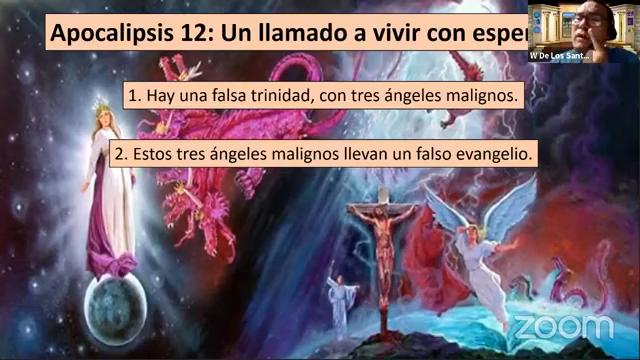 Apocalipsis 12: Un llamado a vivir con espe
W De Los Sant...
1. Hay una falsa trinidad, con tres ángeles malignos.
2. Estos tres ángeles malignos llevan un falso evangelio.
zoom